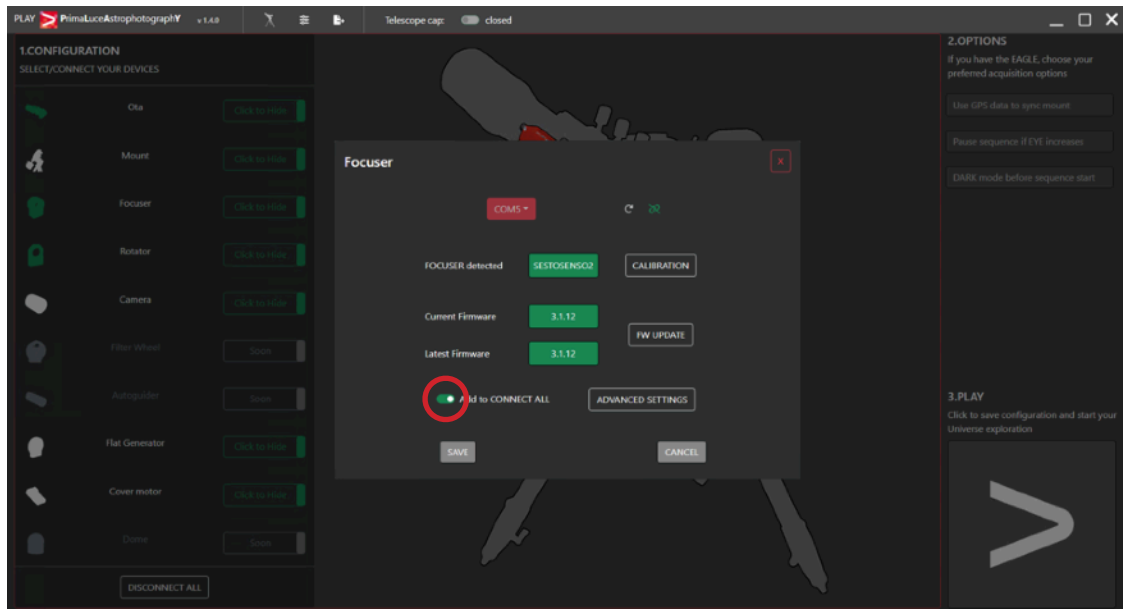 PLAY PrimaLuceAstrophotographY v 1.4.0 Telescope cap: closed
1.CONFIGURATION
SELECT/CONNECT YOUR DEVICES
Ota Click to Hide
Mount Click to Hide
Focuser Click to Hide
Rotator Click to Hide
Camera Click to Hide
Filter Wheel Soon
Autoguider Soon
Flat Generator Click to Hide
Cover motor Click to Hide
Dome Soon
DISCONNECT ALL
Focuser X
COM5
FOCUSER detected SESTOSENSO2 CALIBRATION
Current Firmware 3.1.12
FW UPDATE
Latest Firmware 3.1.12
Add to CONNECT ALL ADVANCED SETTINGS
SAVE CANCEL
2.OPTIONS
If you have the EAGLE, choose your
preferred acquisition options
Use GPS data to sync mount
Pause sequence if EYE increases
DARK mode before sequence start
3.PLAY
Click to save configuration and start your
Universe exploration